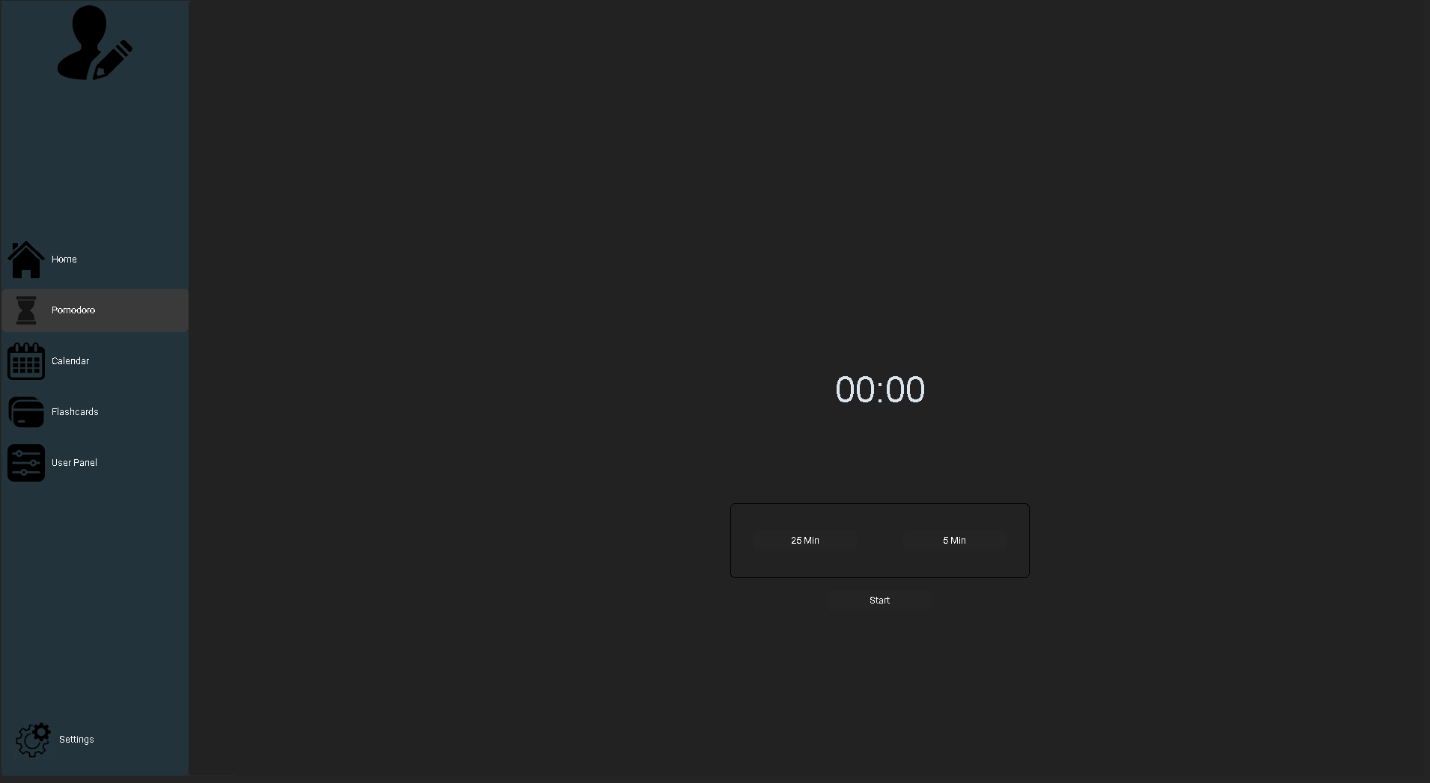 Home
Pomodoro
Calendar
Flashcards
User Panel
Settings
00:00
25 Min
5 Min
Start